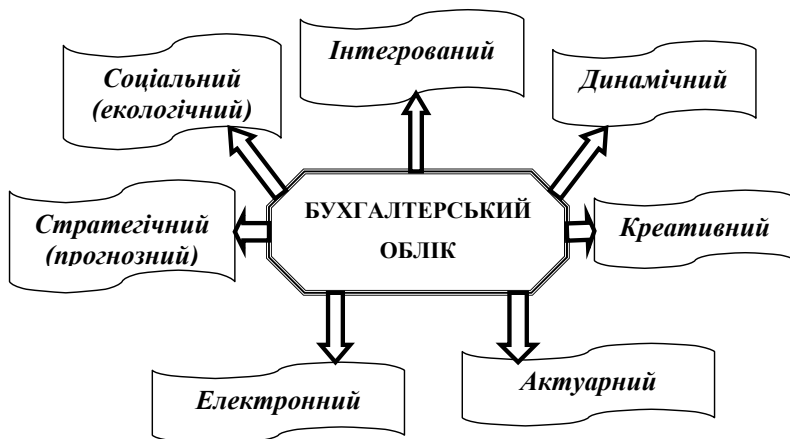 Інтегрований
Соціальний
(екологічний)
Динамічний
БУХГАЛТЕРСЬКИЙ
ОБЛІК
Стратегічний
(прогнозний)
Креативний
Електронний
Актуарний